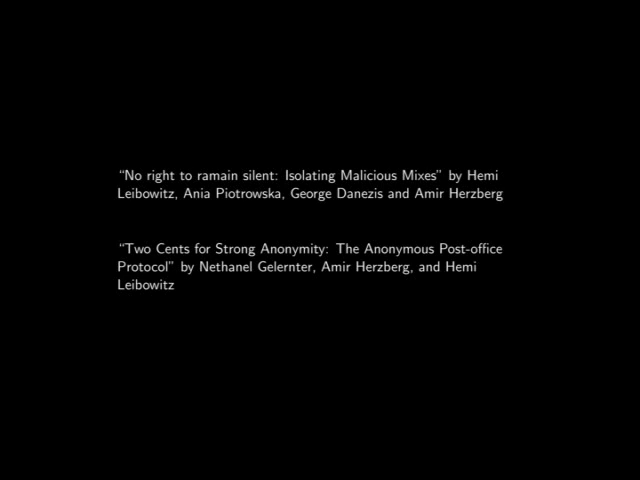 “No right to ramain silent: Isolating Malicious Mixes” by Hemi
Leibowitz, Ania Piotrowska, George Danezis and Amir Herzberg
“Two Cents for Strong Anonymity: The Anonymous Post-office
Protocol” by Nethanel Gelernter, Amir Herzberg, and Hemi
Leibowitz